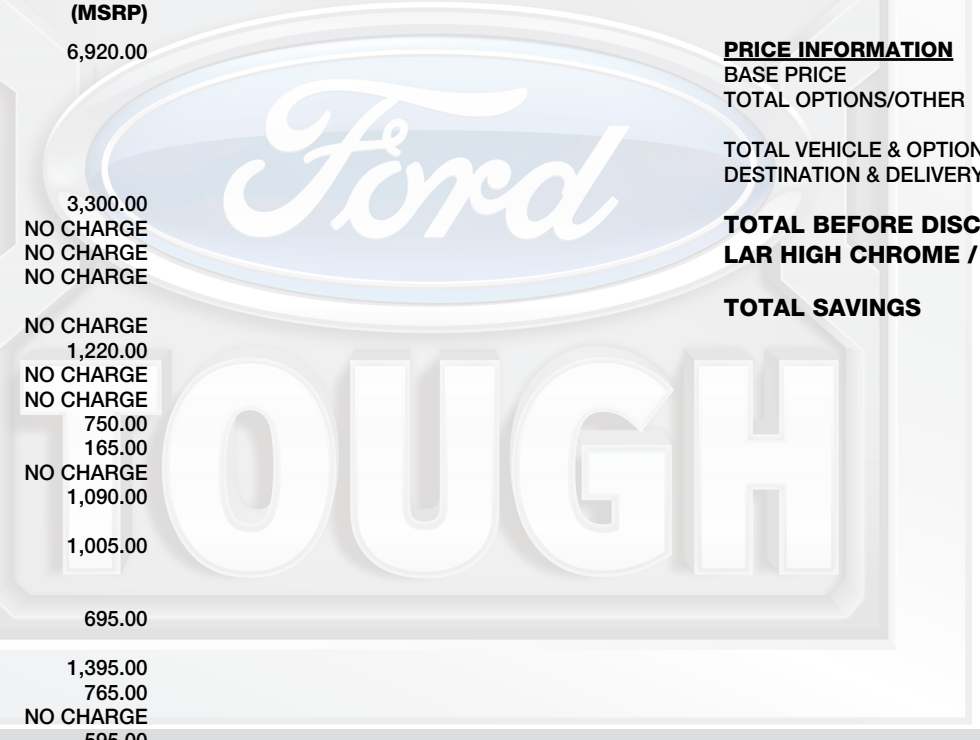 (MSRP)
6,920.00
3,300.00
NO CHARGE
NO CHARGE
NO CHARGE
NO CHARGE
1,220.00
NO CHARGE
NO CHARGE
750.00
165.00
NO CHARGE
1,090.00
1,005.00
695.00
1,395.00
765.00
NO CHARGE
595.00
PRICE INFORMATION
BASE PRICE
TOTAL OPTIONS/OTHER
TOTAL VEHICLE & OPTION
DESTINATION & DELIVERY
TOTAL BEFORE DISC
LAR HIGH CHROME /
TOTAL SAVINGS
Ford
TOUGH